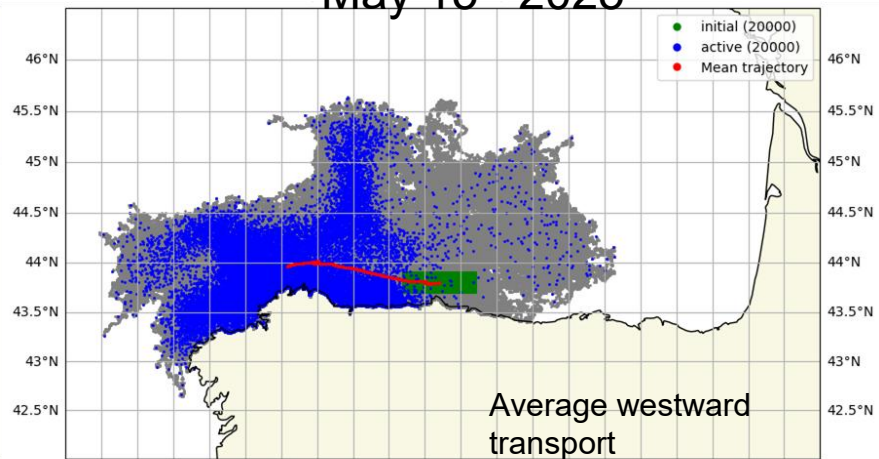 initial (20000)
active (20000)
Mean trajectory
46°N 46°N
45.5°N 45.5°N
45°N 45°N
44.5°N 44.5°N
44°N 44°N
43.5°N 43.5°N
43°N 43°N
42.5°N 42.5°N
Average westward
transport